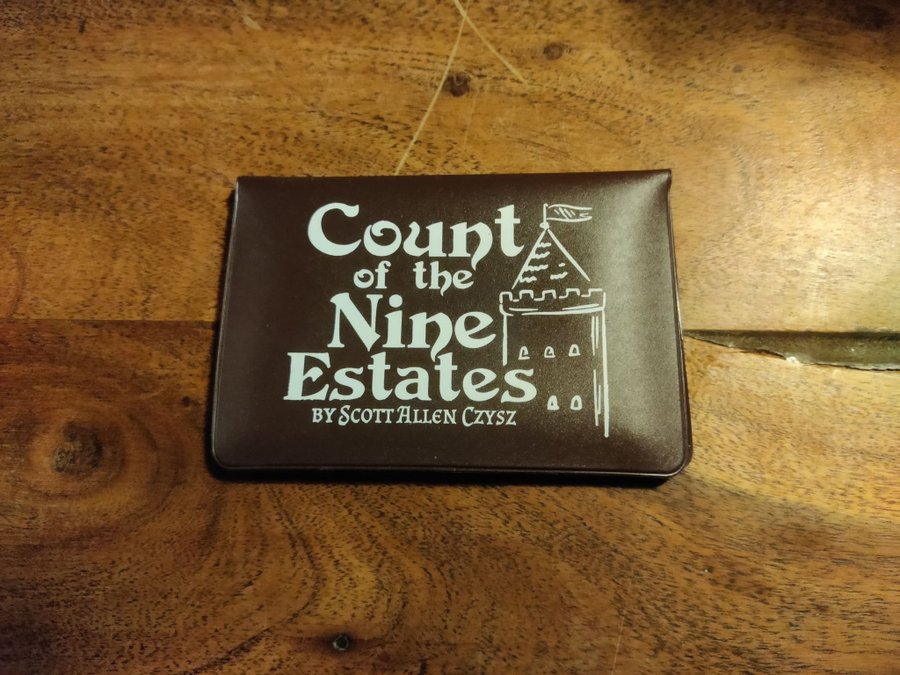 Count
of the
Nine
Estates
BY SCOTT ALLEN CZYSZ